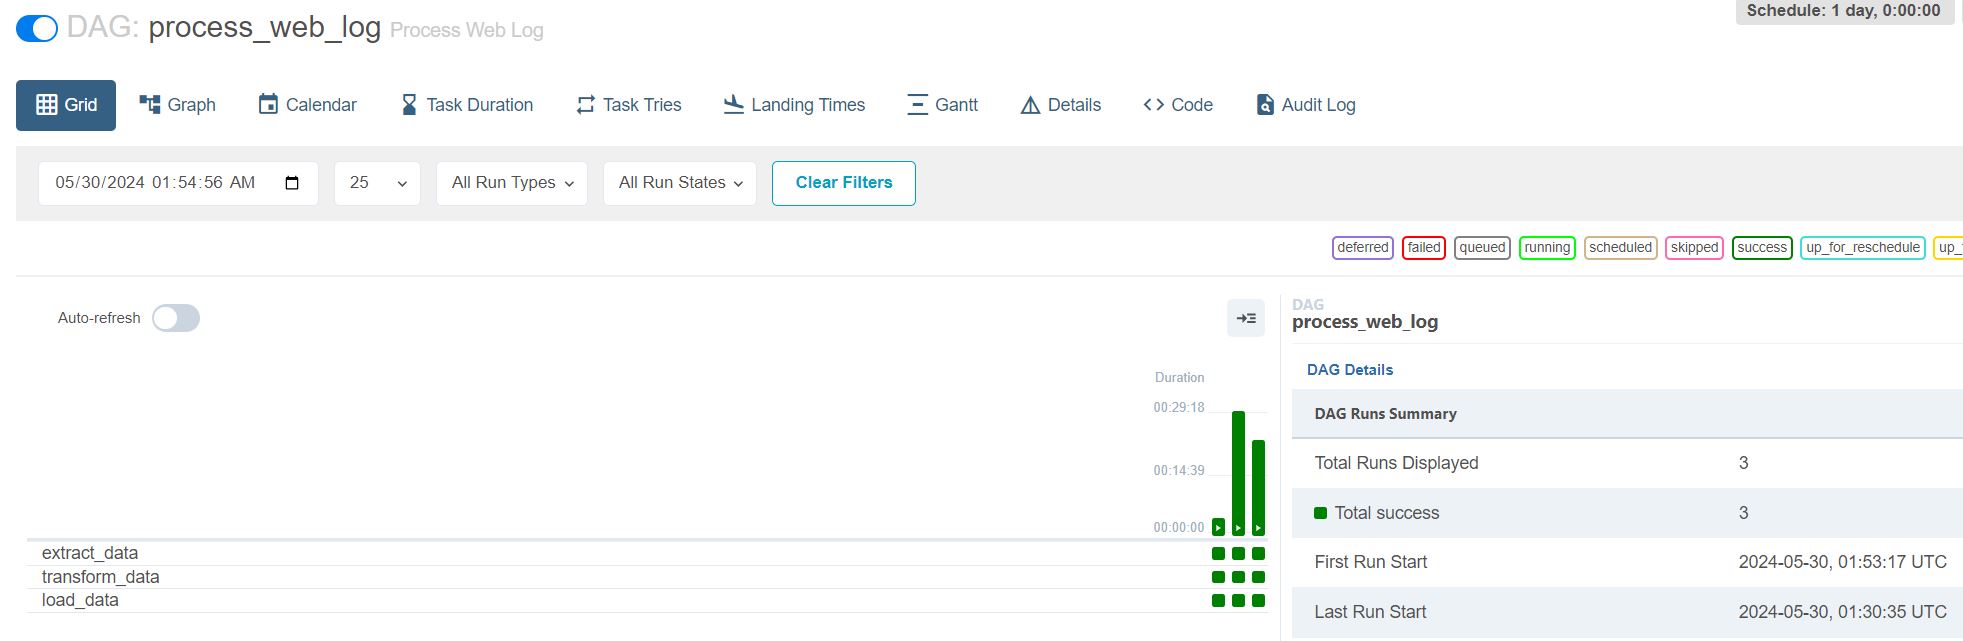 DAG: process_web_log Process Web Log
Schedule: 1 day, 0:00:00
Grid Graph Calendar Task Duration Task Tries Landing Times Gantt Details Code Audit Log
05/30/2024 01:54:56 AM 25 All Run Types All Run States Clear Filters
deferred failed queued running scheduled skipped success up_for_reschedule up_
Auto-refresh
Duration
00:29:18
00:14:39
00:00:00
extract_data
transform_data
load_data
DAG
process_web_log
DAG Details
DAG Runs Summary
Total Runs Displayed 3
Total success 3
First Run Start 2024-05-30, 01:53:17 UTC
Last Run Start 2024-05-30, 01:30:35 UTC